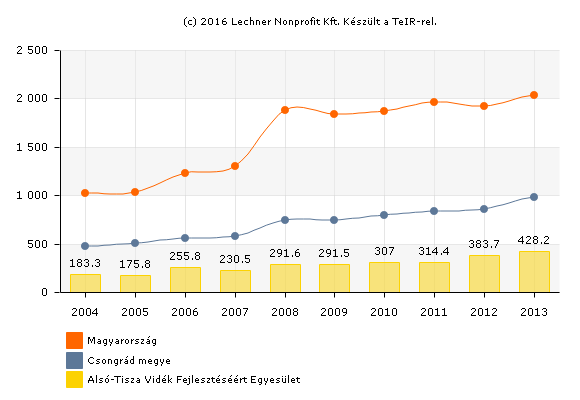 (c) 2016 Lechner Nonprofit Kft. Készült a TeIR-rel.
2 500
2 000
1 500
1 000
500
0
183.3 175.8 255.8 230.5 291.6 291.5 307 314.4 383.7 428.2
2004 2005 2006 2007 2008 2009 2010 2011 2012 2013
Magyarország
Csongrád megye
Alsó-Tisza Vidék Fejlesztéséért Egyesület